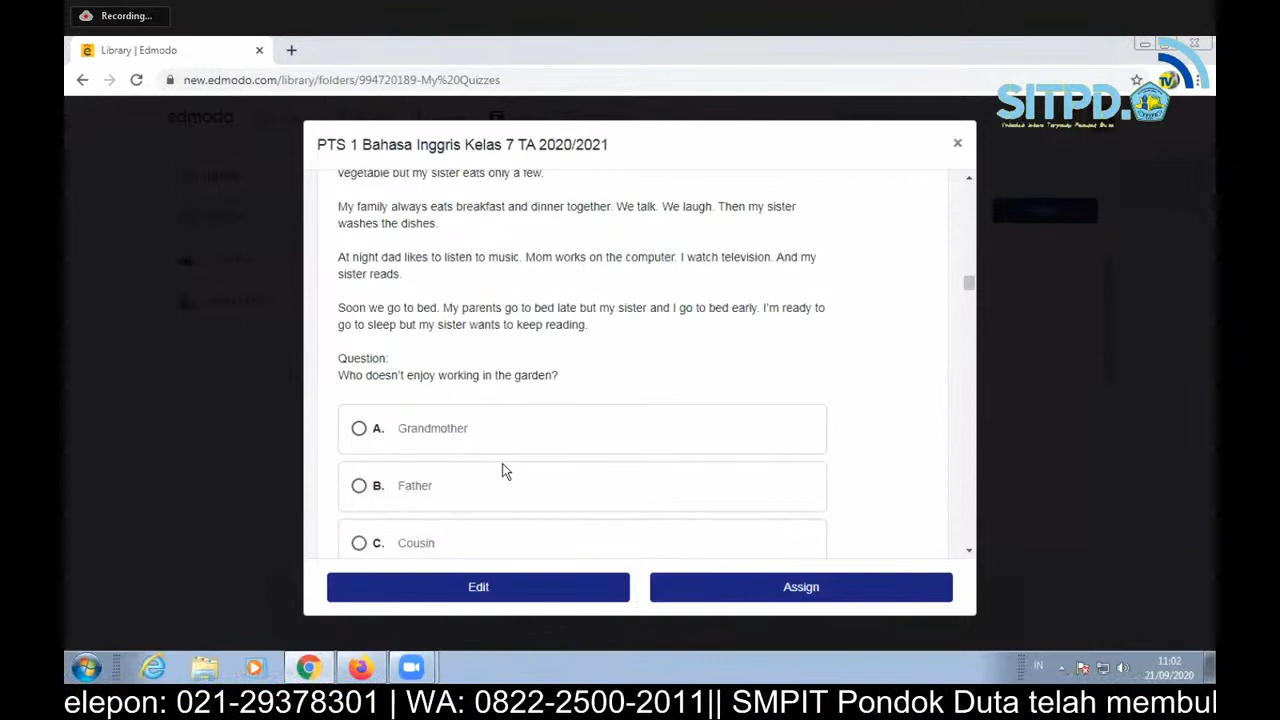 Recording...
Library | Edmodo
new.edmodo.com/library/folders/994720189-My%20Quizzes
SITPD.
edmodo
PTS 1 Bahasa Inggris Kelas 7 TA 2020/2021
vegetable but my sister eats only a few.
My family always eats breakfast and dinner together. We talk. We laugh. Then my sister
washes the dishes.
At night dad likes to listen to music. Mom works on the computer. I watch television. And my
sister reads.
Soon we go to bed. My parents go to bed late but my sister and I go to bed early. I'm ready to
go to sleep but my sister wants to keep reading.
Question:
Who doesn't enjoy working in the garden?
A. Grandmother
B. Father
C. Cousin
Edit
Assign
IN
11:02
21/09/2020
elepon: 021-29378301 | WA: 0822-2500-2011|| SMPIT Pondok Duta telah membul